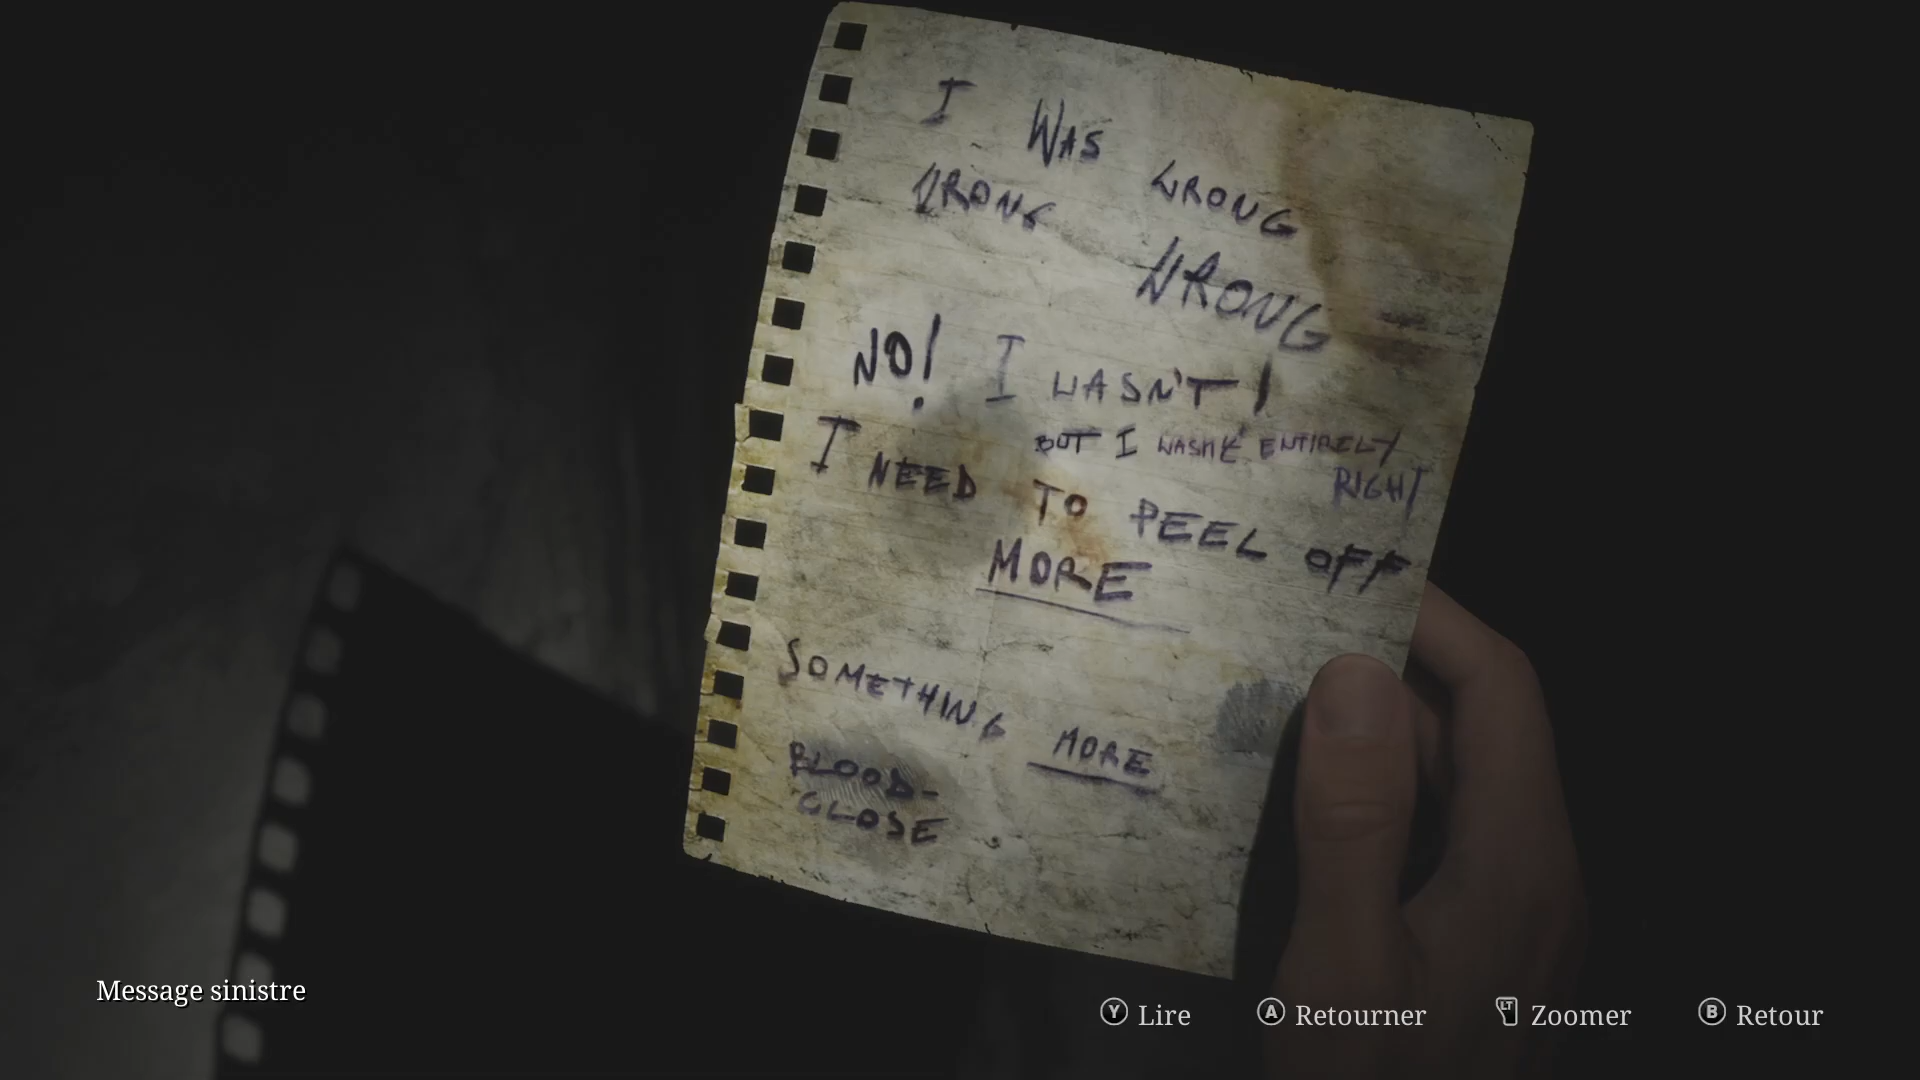 I WAS WRONG
WRONG
WRONG
NO! I WASN'T!
BUT I WASN'T ENTIRELY
RIGHT
I NEED TO PEEL OFF
MORE
SOMETHING MORE
BLOOD-
CLOSE
Message sinistre
Y Lire A Retourner LT Zoomer B Retour